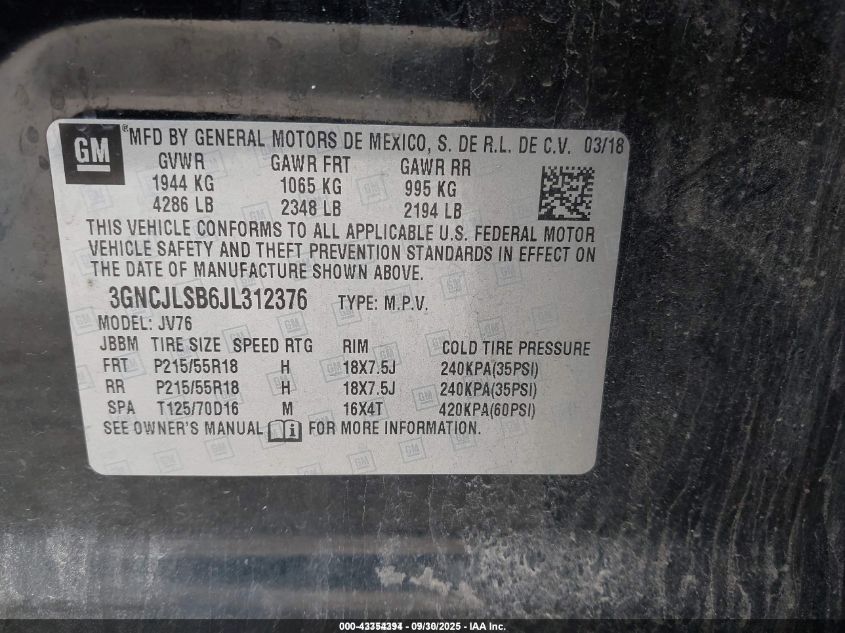 GM ®MFD BY GENERAL MOTORS DE MEXICO, S. DE R.L. DE C.V. 03/18
GVWR GAWR FRT GAWR RR
1944 KG 1065 KG 995 KG
4286 LB 2348 LB 2194 LB
THIS VEHICLE CONFORMS TO ALL APPLICABLE U.S. FEDERAL MOTOR
VEHICLE SAFETY AND THEFT PREVENTION STANDARDS IN EFFECT ON
THE DATE OF MANUFACTURE SHOWN ABOVE.
3GNCJLSB6JL312376 TYPE: M.P.V.
MODEL: JV76
JBBM TIRE SIZE SPEED RTG RIM COLD TIRE PRESSURE
FRT P215/55R18 H 18X7.5J 240KPA(35PSI)
RR P215/55R18 H 18X7.5J 240KPA(35PSI)
SPA T125/70D16 M 16X4T 420KPA(60PSI)
SEE OWNER'S MANUAL FOR MORE INFORMATION.
000-43354394 - 09/30/2025 - IAA Inc.